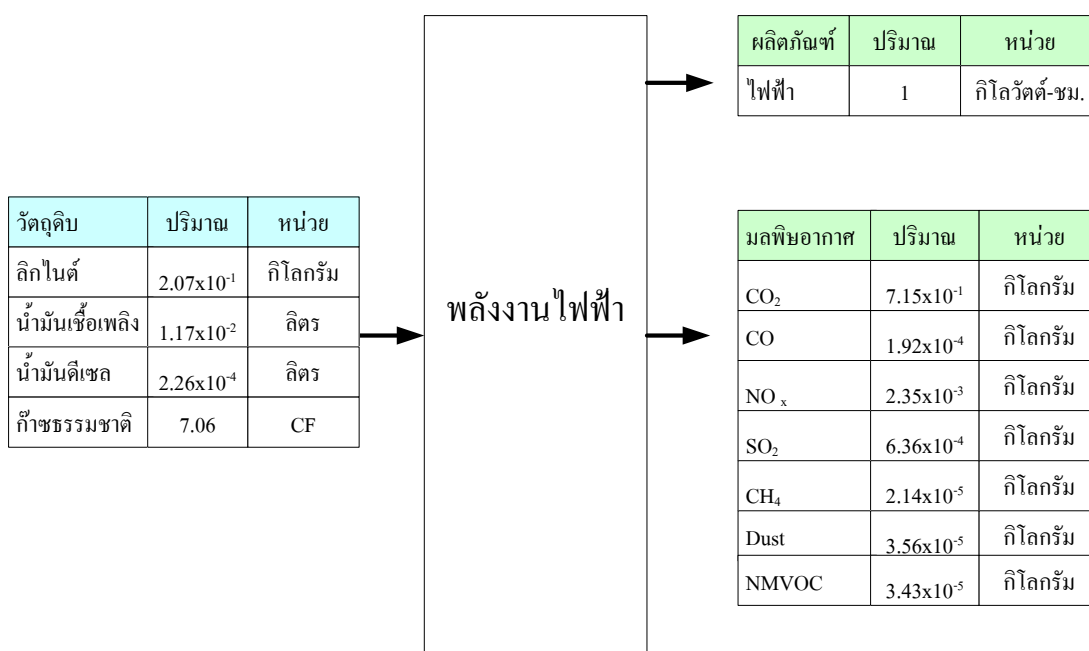 วัตถุดิบ ปริมาณ หน่วย
ลิกไนต์ 2.07x10⁻¹ กิโลกรัม
น้ำมันเชื้อเพลิง 1.17x10⁻² ลิตร
น้ำมันดีเซล 2.26x10⁻⁴ ลิตร
ก๊าซธรรมชาติ 7.06 CF
พลังงานไฟฟ้า
ผลิตภัณฑ์ ปริมาณ หน่วย
ไฟฟ้า 1 กิโลวัตต์-ชม.
มลพิษอากาศ ปริมาณ หน่วย
CO₂ 7.15x10⁻¹ กิโลกรัม
CO 1.92x10⁻⁴ กิโลกรัม
NO ₓ 2.35x10⁻³ กิโลกรัม
SO₂ 6.36x10⁻⁴ กิโลกรัม
CH₄ 2.14x10⁻⁵ กิโลกรัม
Dust 3.56x10⁻⁵ กิโลกรัม
NMVOC 3.43x10⁻⁵ กิโลกรัม